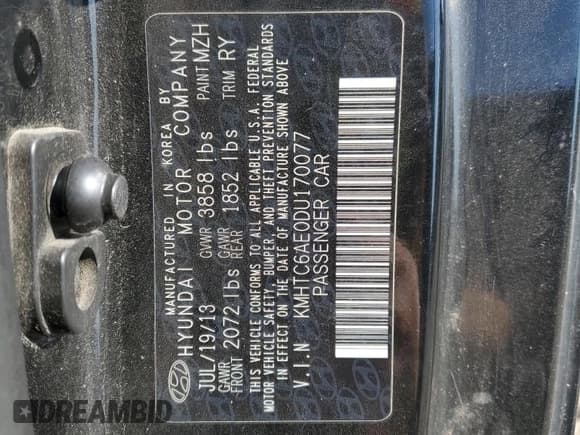 MANUFACTURED IN KOREA BY
HYUNDAI MOTOR COMPANY
JUL/19/13 GVWR 3858 lbs PAINT MZH
GAWR FRONT 2072 lbs GAWR REAR 1852 lbs TRIM RY
THIS VEHICLE CONFORMS TO ALL APPLICABLE U.S.A. FEDERAL
MOTOR VEHICLE SAFETY, BUMPER, AND THEFT PREVENTION STANDARDS
IN EFFECT ON THE DATE OF MANUFACTURE SHOWN ABOVE
V.I.N KMHTC6AE0DU170077
PASSENGER CAR
DREAMBID